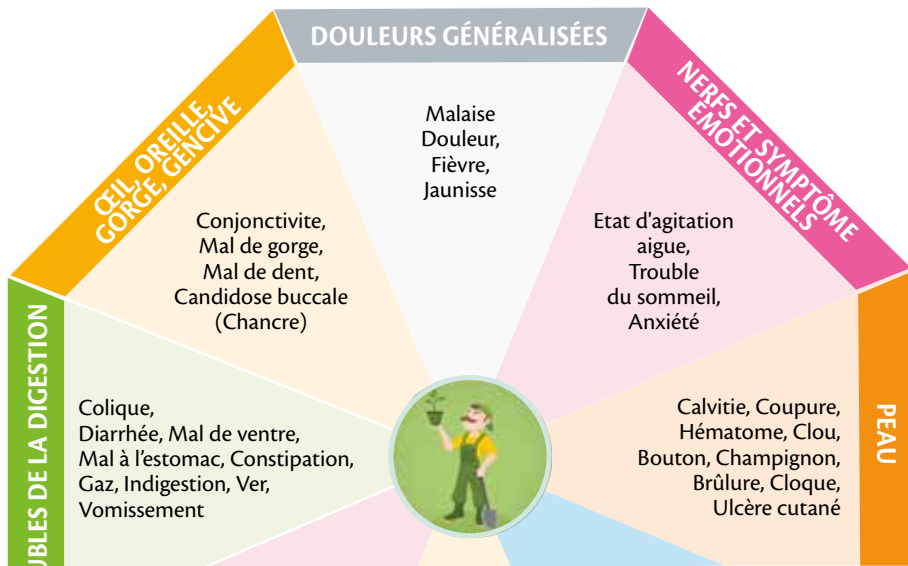 DOULEURS GÉNÉRALISÉES
Malaise
Douleur,
Fièvre,
Jaunisse
ŒIL, OREILLE,
GORGE, GENCIVE
Conjonctivite,
Mal de gorge,
Mal de dent,
Candidose buccale
(Chancre)
NERFS ET SYMPTÔME
ÉMOTIONNELS
Etat d'agitation
aigue,
Trouble
du sommeil,
Anxiété
UBLES DE LA DIGESTION
Colique,
Diarrhée, Mal de ventre,
Mal à l'estomac, Constipation,
Gaz, Indigestion, Ver,
Vomissement
PEAU
Calvitie, Coupure,
Hématome, Clou,
Bouton, Champignon,
Brûlure, Cloque,
Ulcère cutané